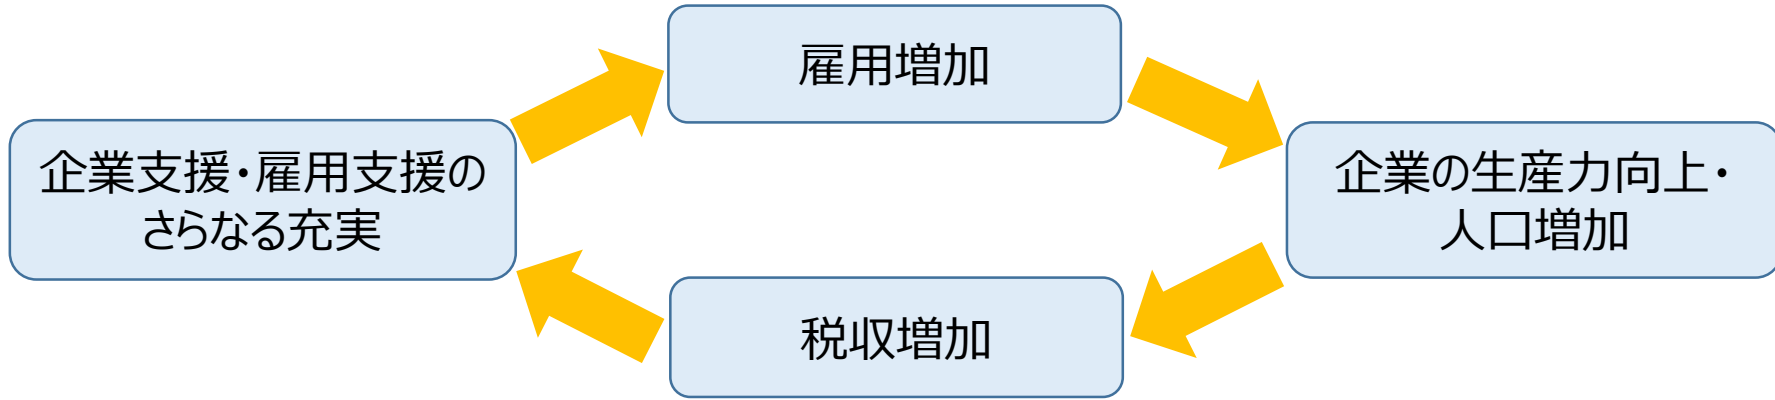 雇用増加
企業支援・雇用支援の
さらなる充実
企業の生産力向上・
人口増加
税収増加